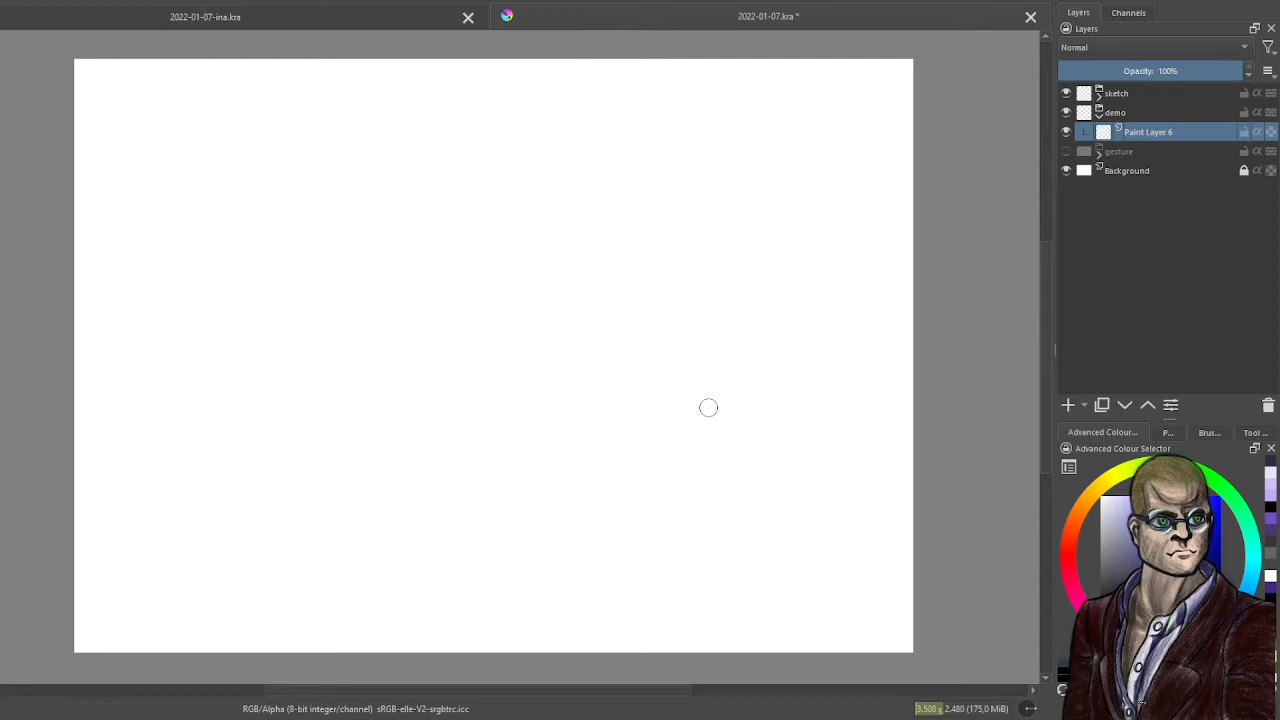 2022-01-07-ina.kra
2022-01-07.kra *
Layers
Channels
Layers
Normal
Opacity: 100%
sketch
demo
Paint Layer 6
gesture
Background
Advanced Colour...
P...
Brus...
Tool ...
Advanced Colour Selector
RGB/Alpha (8-bit integer/channel) sRGB-elle-V2-srgbtrc.icc
3.508 x 2.480 (175,0 MiB)